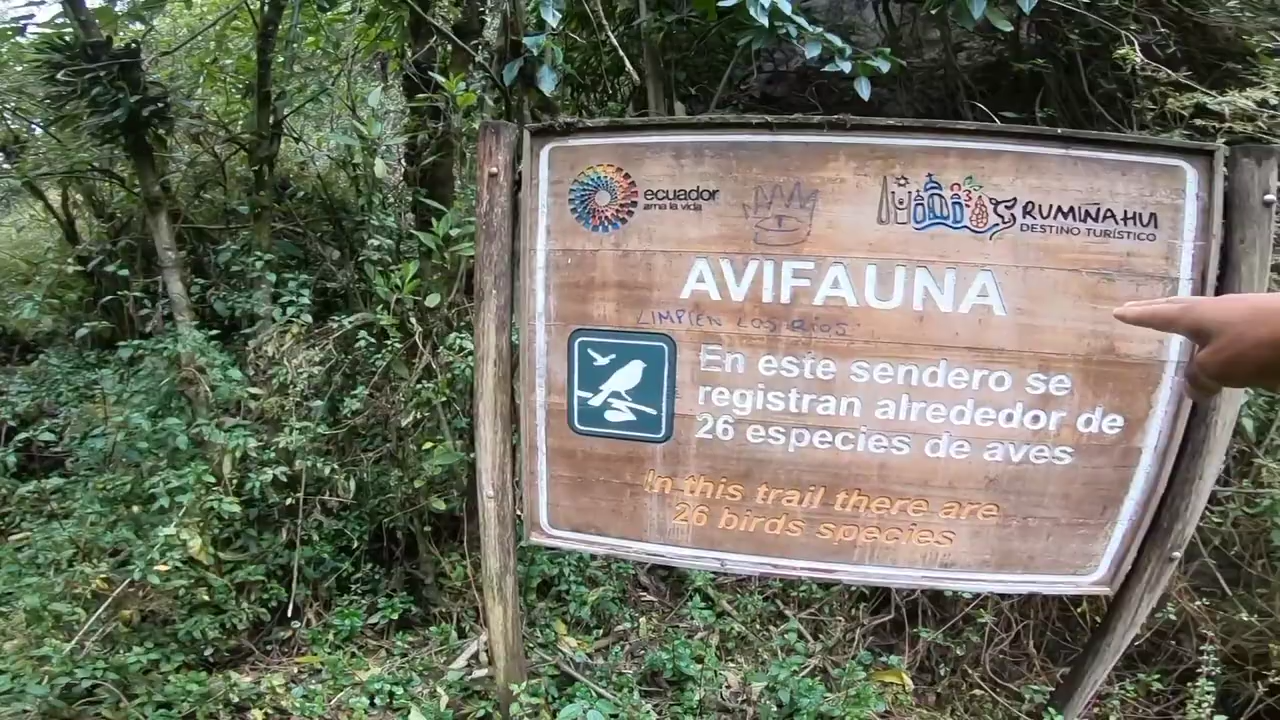 ecuador
ama la vida
RUMIÑAHUI
DESTINO TURÍSTICO
AVIFAUNA
LIMPIEN LOS RÍOS
En este sendero se
registran alrededor de
26 especies de aves
In this trail there are
26 birds species